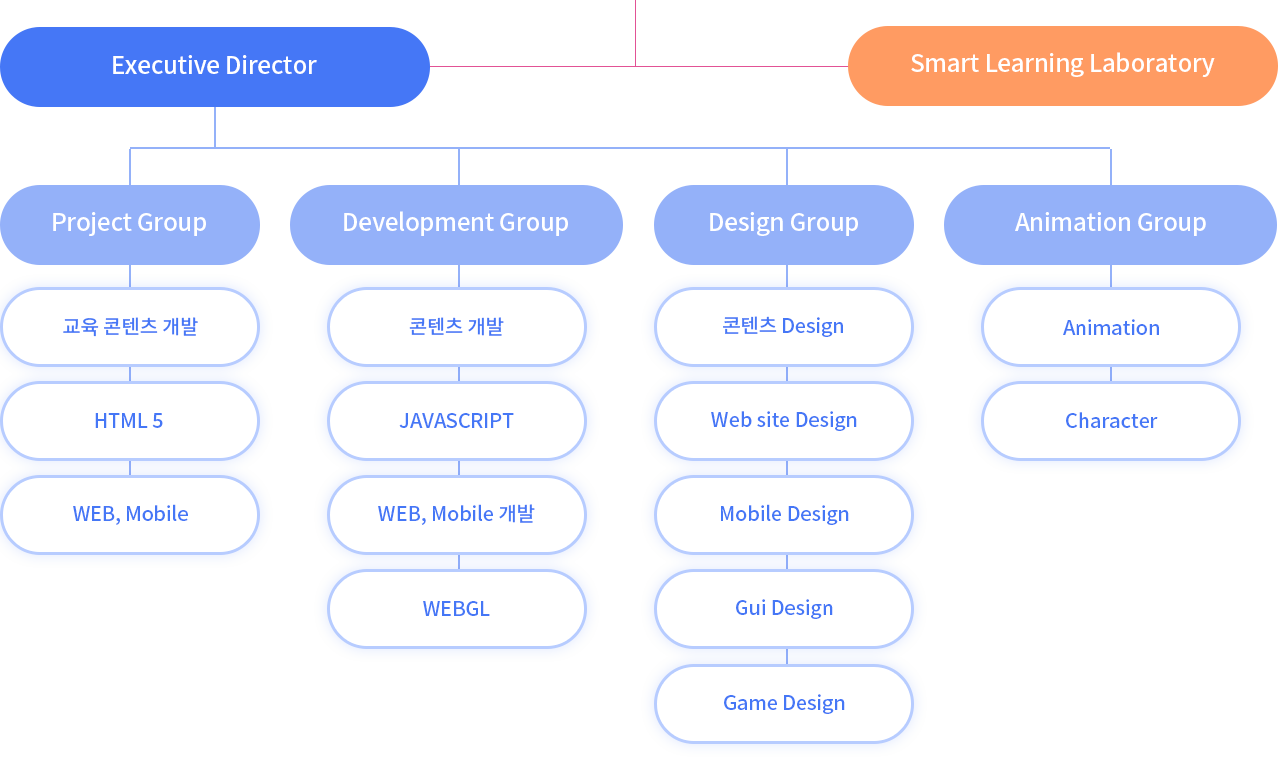 Executive Director
Smart Learning Laboratory
Project Group
Development Group
Design Group
Animation Group
교육 콘텐츠 개발
콘텐츠 개발
콘텐츠 Design
Animation
HTML 5
JAVASCRIPT
Web site Design
Character
WEB, Mobile
WEB, Mobile 개발
Mobile Design
WEBGL
Gui Design
Game Design